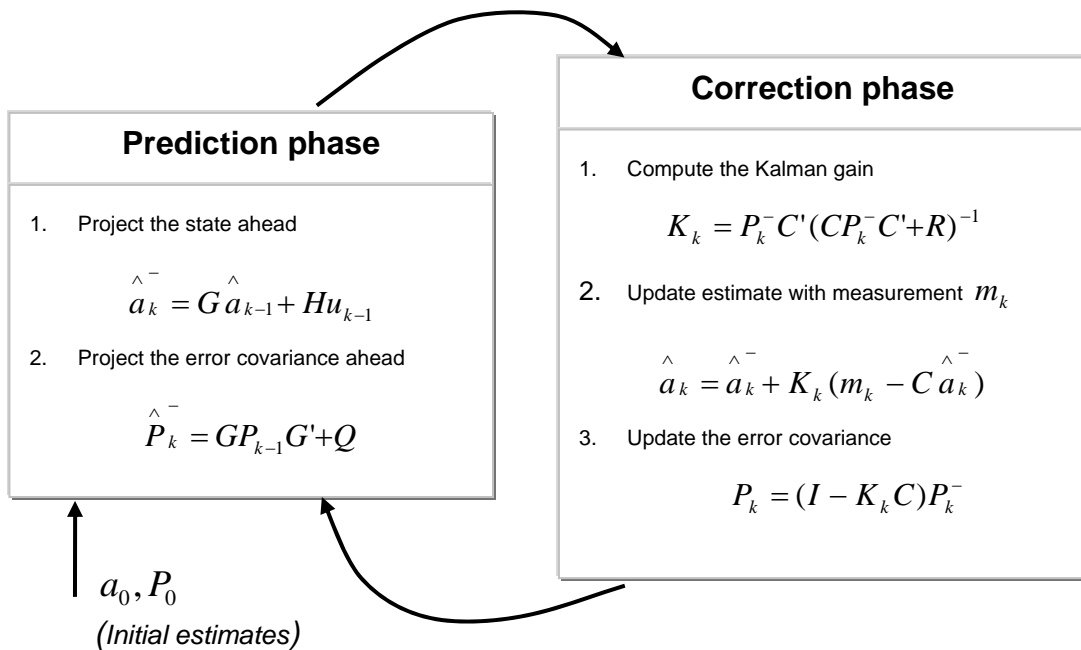 Prediction phase
1. Project the state ahead
â_k^- = G â_{k-1} + Hu_{k-1}
2. Project the error covariance ahead
P̂_k^- = GP_{k-1}G'+Q
a_0, P_0
(Initial estimates)
Correction phase
1. Compute the Kalman gain
K_k = P_k^- C'(CP_k^- C'+R)^{-1}
2. Update estimate with measurement m_k
â_k = â_k^- + K_k(m_k − C â_k^-)
3. Update the error covariance
P_k = (I − K_k C)P_k^-